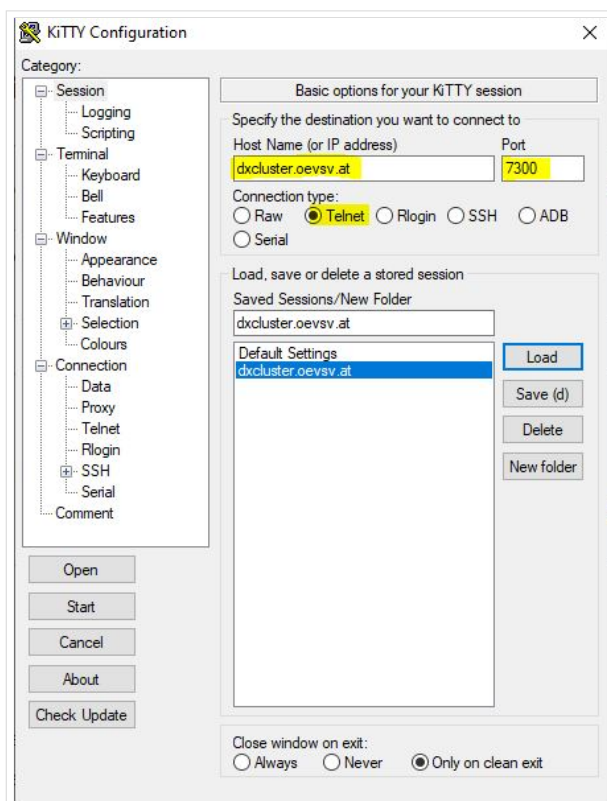 KiTTY Configuration
Category:
Session
Logging
Scripting
Terminal
Keyboard
Bell
Features
Window
Appearance
Behaviour
Translation
Selection
Colours
Connection
Data
Proxy
Telnet
Rlogin
SSH
Serial
Comment
Open
Start
Cancel
About
Check Update
Basic options for your KiTTY session
Specify the destination you want to connect to
Host Name (or IP address) Port
dxcluster.oevsv.at 7300
Connection type:
Raw Telnet Rlogin SSH ADB
Serial
Load, save or delete a stored session
Saved Sessions/New Folder
dxcluster.oevsv.at
Default Settings
dxcluster.oevsv.at
Load
Save (d)
Delete
New folder
Close window on exit:
Always Never Only on clean exit